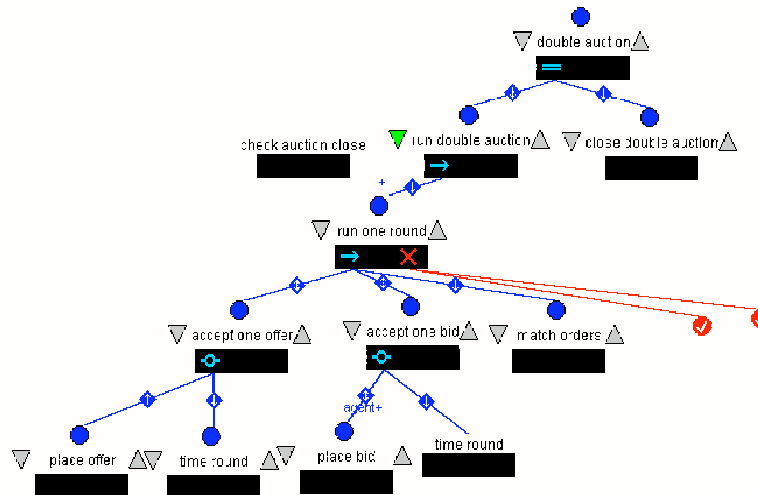 double auction
check auction close
run double auction
close double auction
+
run one round
accept one offer
accept one bid
match orders
agent+
place offer
time round
place bid
time round